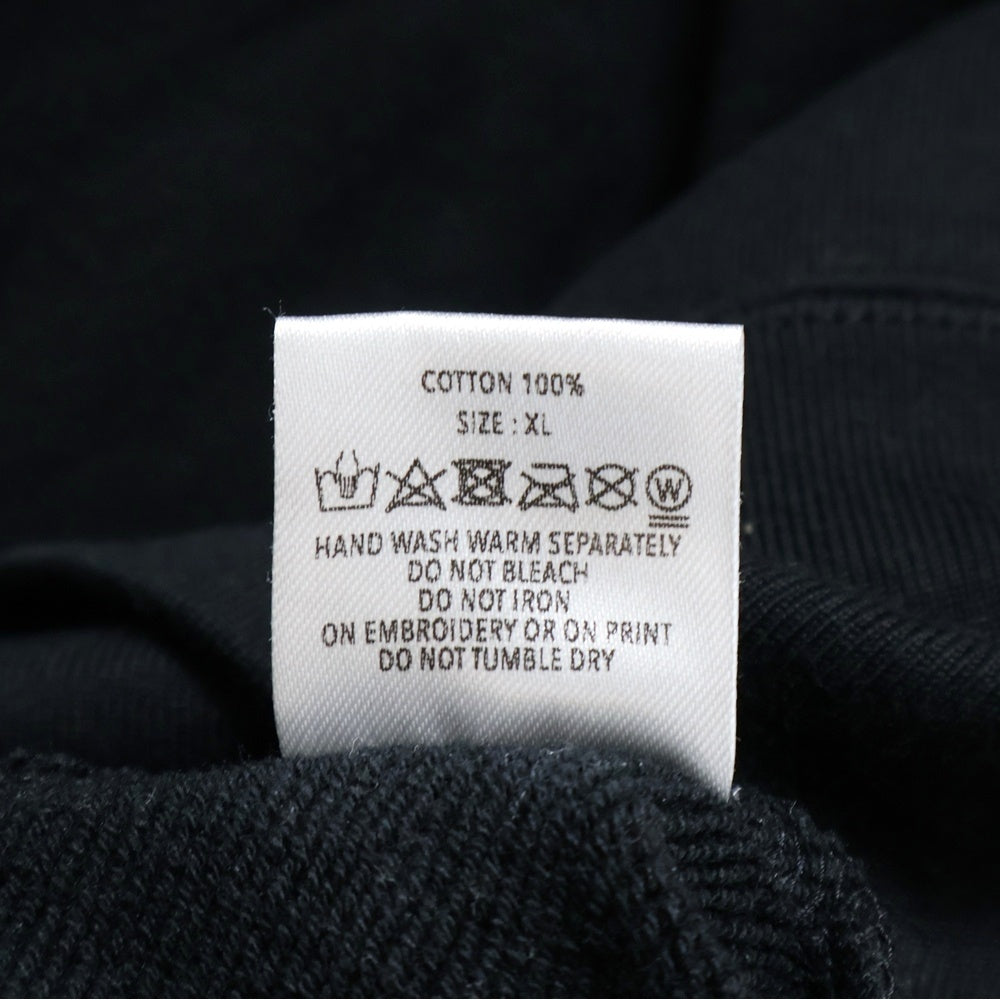 COTTON 100%
SIZE : XL
W
HAND WASH WARM SEPARATELY
DO NOT BLEACH
DO NOT IRON
ON EMBROIDERY OR ON PRINT
DO NOT TUMBLE DRY